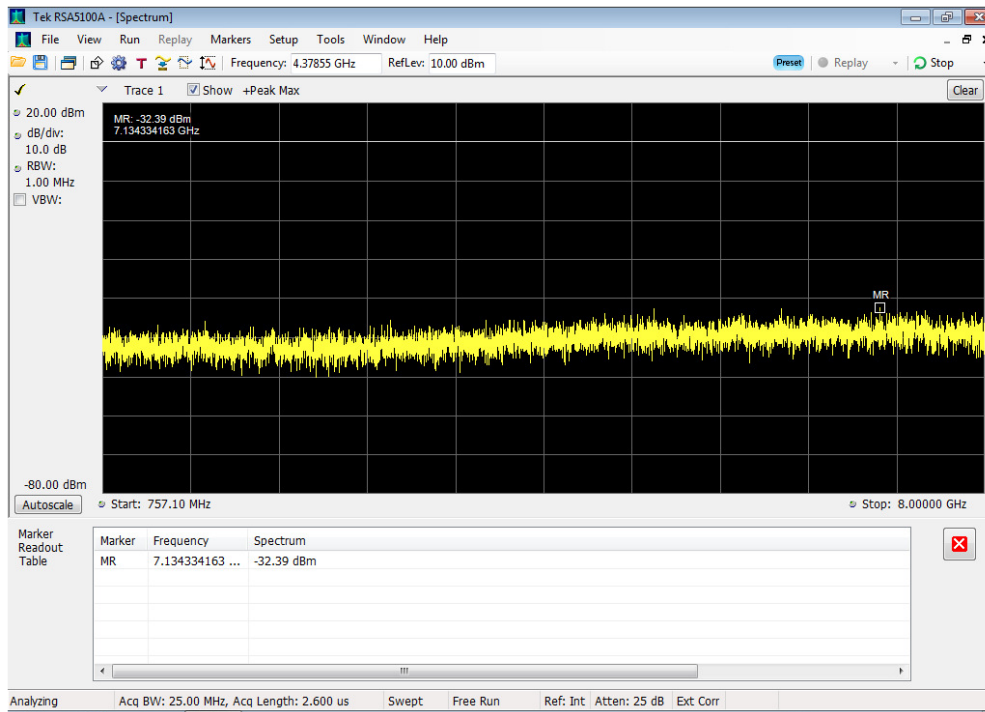 Tek RSA5100A - [Spectrum]
File View Run Replay Markers Setup Tools Window Help
T Frequency: 4.37855 GHz RefLev: 10.00 dBm Preset Replay Stop
Trace 1 Show +Peak Max Clear
20.00 dBm
dB/div:
10.0 dB
RBW:
1.00 MHz
VBW:
MR: -32.39 dBm
7.134334163 GHz
MR
-80.00 dBm
Autoscale Start: 757.10 MHz Stop: 8.00000 GHz
Marker
Readout
Table
Marker Frequency Spectrum
MR 7.134334163 ... -32.39 dBm
Analyzing Acq BW: 25.00 MHz, Acq Length: 2.600 us Swept Free Run Ref: Int Atten: 25 dB Ext Corr